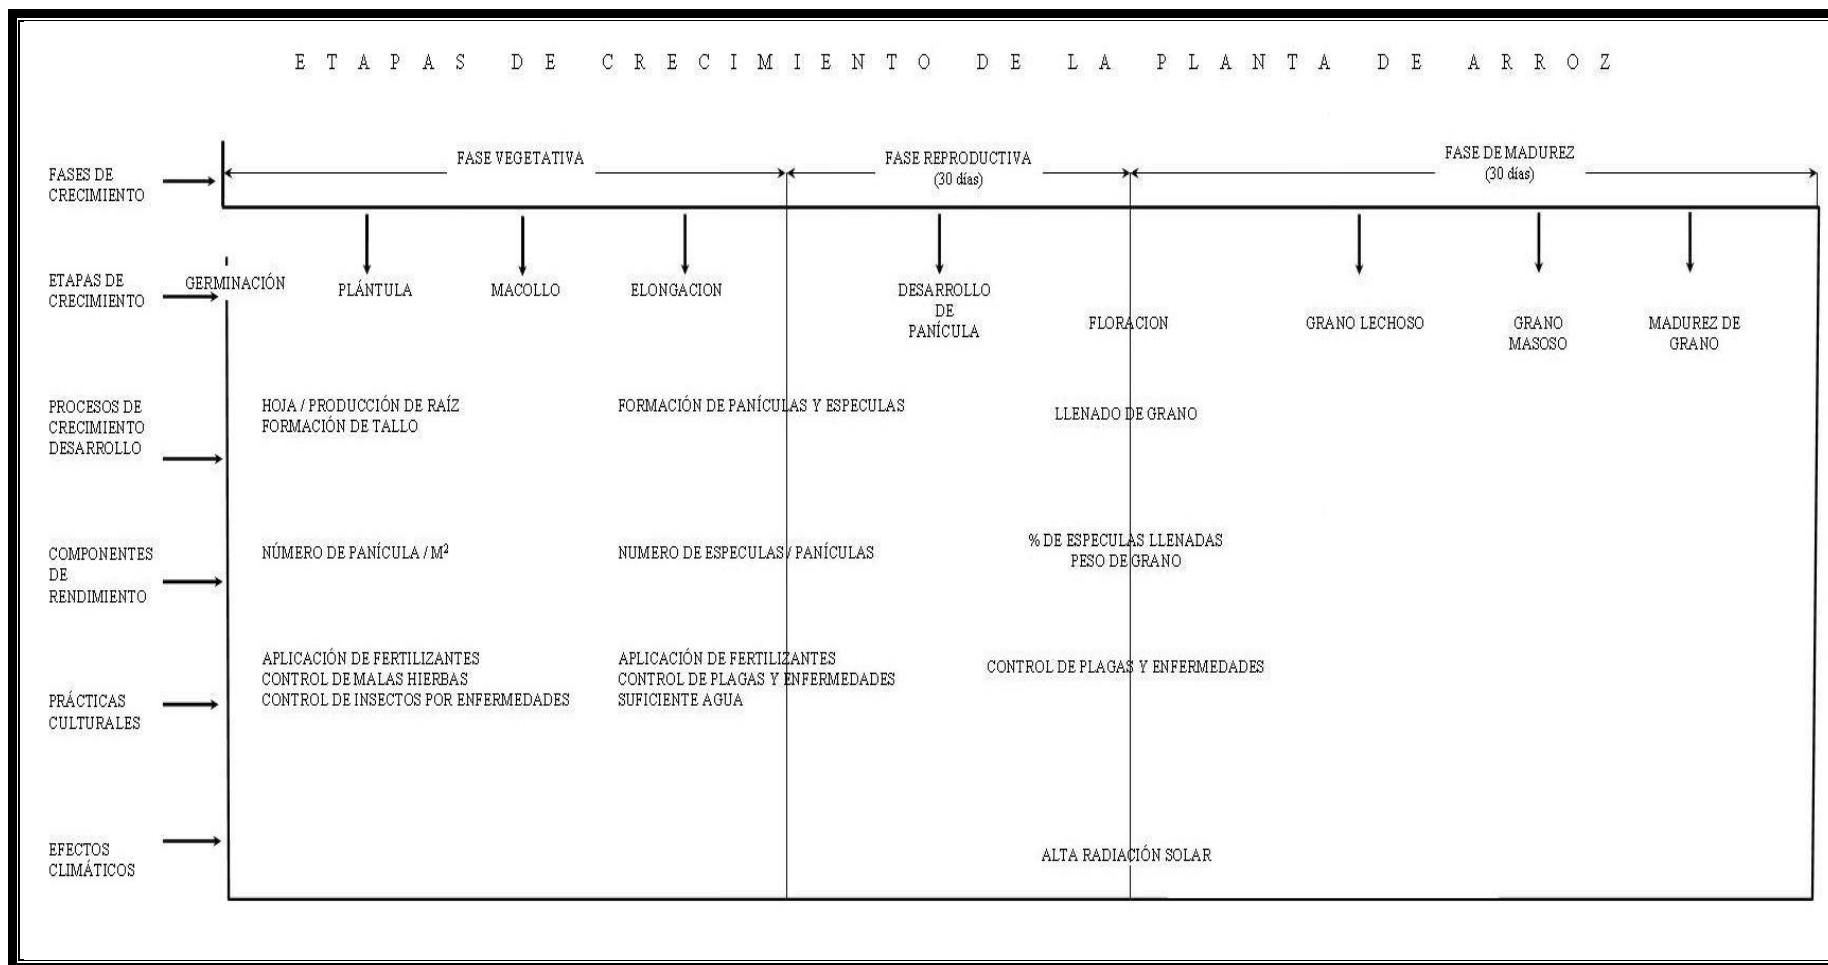 ETAPAS DE CRECIMIENTO DE LA PLANTA DE ARROZ
FASES DE
CRECIMIENTO
FASE VEGETATIVA
FASE REPRODUCTIVA
(30 días)
FASE DE MADUREZ
(30 días)
ETAPAS DE
CRECIMIENTO
GERMINACIÓN
PLÁNTULA
MACOLLO
ELONGACION
DESARROLLO
DE
PANÍCULA
FLORACION
GRANO LECHOSO
GRANO
MASOSO
MADUREZ DE
GRANO
PROCESOS DE
CRECIMIENTO
DESARROLLO
HOJA / PRODUCCIÓN DE RAÍZ
FORMACIÓN DE TALLO
FORMACIÓN DE PANÍCULAS Y ESPECULAS
LLENADO DE GRANO
COMPONENTES
DE
RENDIMIENTO
NÚMERO DE PANÍCULA / M²
NUMERO DE ESPECULAS / PANÍCULAS
% DE ESPECULAS LLENADAS
PESO DE GRANO
PRÁCTICAS
CULTURALES
APLICACIÓN DE FERTILIZANTES
CONTROL DE MALAS HIERBAS
CONTROL DE INSECTOS POR ENFERMEDADES
APLICACIÓN DE FERTILIZANTES
CONTROL DE PLAGAS Y ENFERMEDADES
SUFICIENTE AGUA
CONTROL DE PLAGAS Y ENFERMEDADES
EFECTOS
CLIMÁTICOS
ALTA RADIACIÓN SOLAR